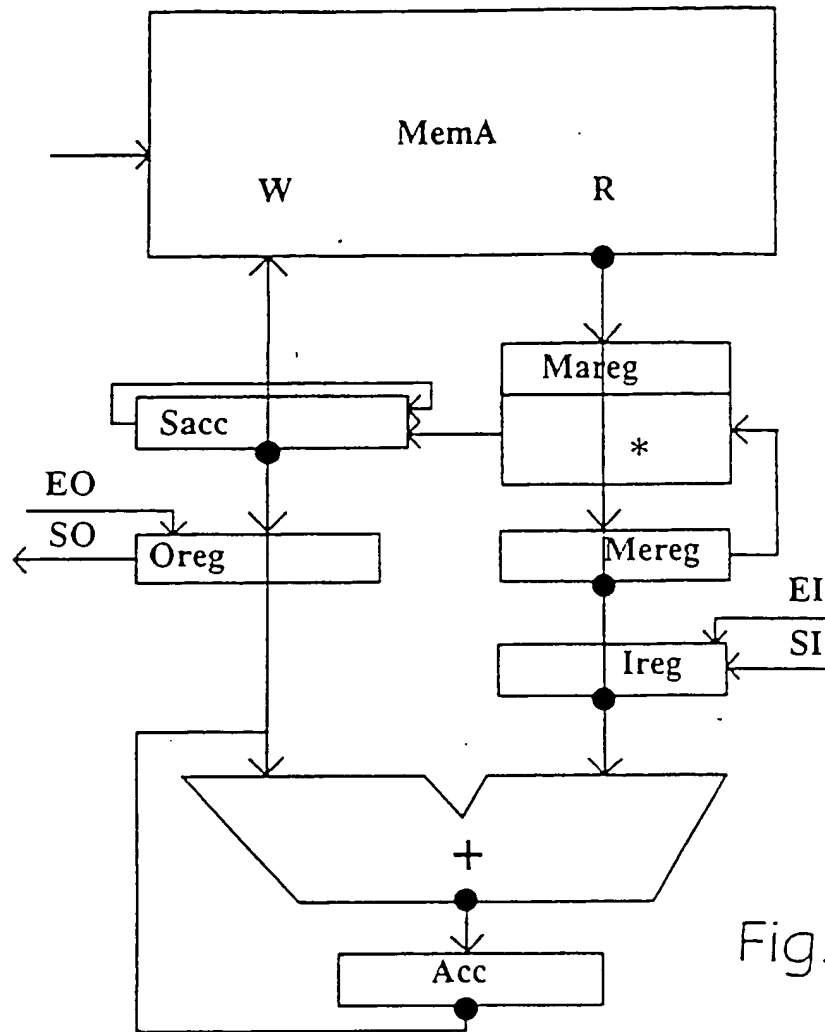 MemA
W R
Mareg
Sacc
*
EO
SO
Oreg
Mereg
EI
SI
Ireg
+
Acc
Fig.